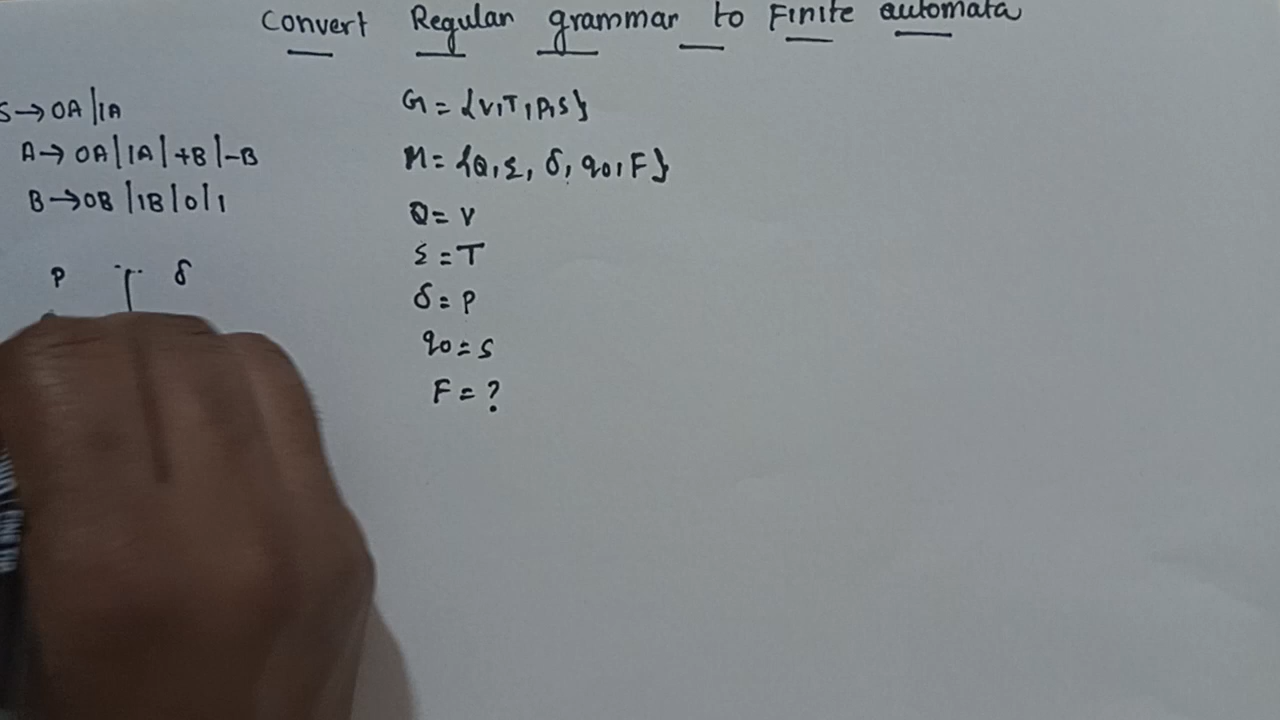 Convert Regular grammar to Finite automata
S→0A|1A
A→0A|1A|+B|-B
B→0B|1B|0|1
P δ
G={V,T,P,S}
M={Q,Σ,δ,q0,F}
Q=V
Σ=T
δ=P
q0=S
F=?